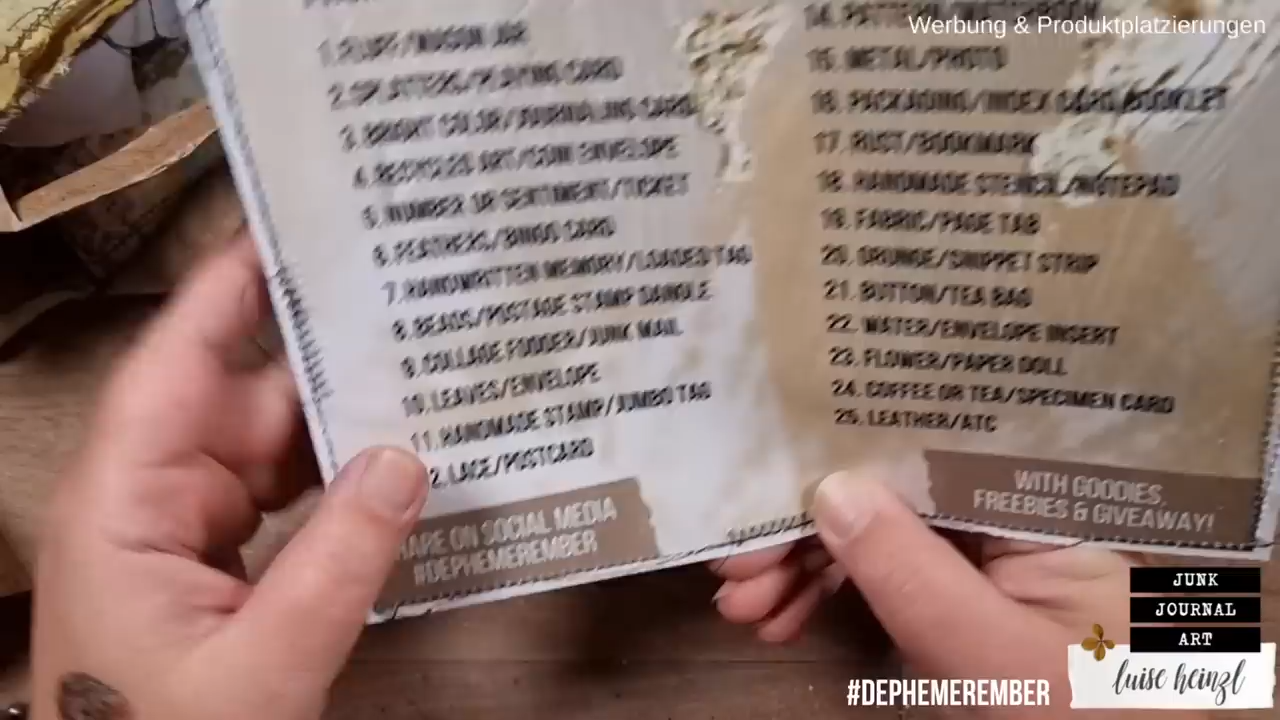 Werbung & Produktplatzierungen
1. /MASON JAR
2. SPLATTERS/PLAYING CARD
3. BRIGHT COLOR/JOURNALING CARD
4. RECYCLED ART/COIN ENVELOPE
5. NUMBER OR SENTIMENT/TICKET
6. FEATHERS/BINGO CARD
7. HANDWRITTEN MEMORY/LOADED TAG
8. BEADS/POSTAGE STAMP DANGLE
9. COLLAGE FODDER/JUNK MAIL
10. LEAVES/ENVELOPE
11. HANDMADE STAMP/JUMBO TAG
2. LACE/POSTCARD
HARE ON SOCIAL MEDIA
#DEPHEMEREMBER
14. PATTERN/
15. METAL/PHOTO
16. PACKAGING/INDEX CARD BOOKLET
17. RUST/BOOKMARK
18. HANDMADE STENCIL/NOTEPAD
19. FABRIC/PAGE TAB
20. GRUNGE/SNIPPET STRIP
21. BUTTON/TEA BAG
22. WATER/ENVELOPE INSERT
23. FLOWER/PAPER DOLL
24. COFFEE OR TEA/SPECIMEN CARD
25. LEATHER/ATC
WITH GOODIES,
FREEBIES & GIVEAWAY!
JUNK
JOURNAL
ART
luise heinzl
#DEPHEMEREMBER